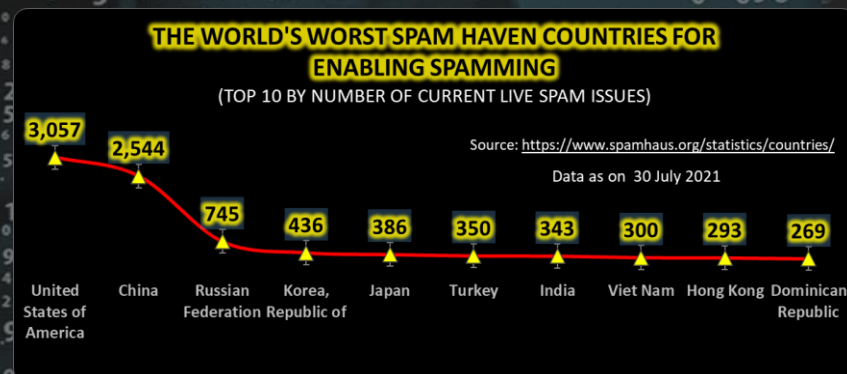 THE WORLD'S WORST SPAM HAVEN COUNTRIES FOR
ENABLING SPAMMING
(TOP 10 BY NUMBER OF CURRENT LIVE SPAM ISSUES)
Source: https://www.spamhaus.org/statistics/countries/
Data as on 30 July 2021
3,057
2,544
745
436
386
350
343
300
293
269
United States of America
China
Russian Federation
Korea, Republic of
Japan
Turkey
India
Viet Nam
Hong Kong
Dominican Republic